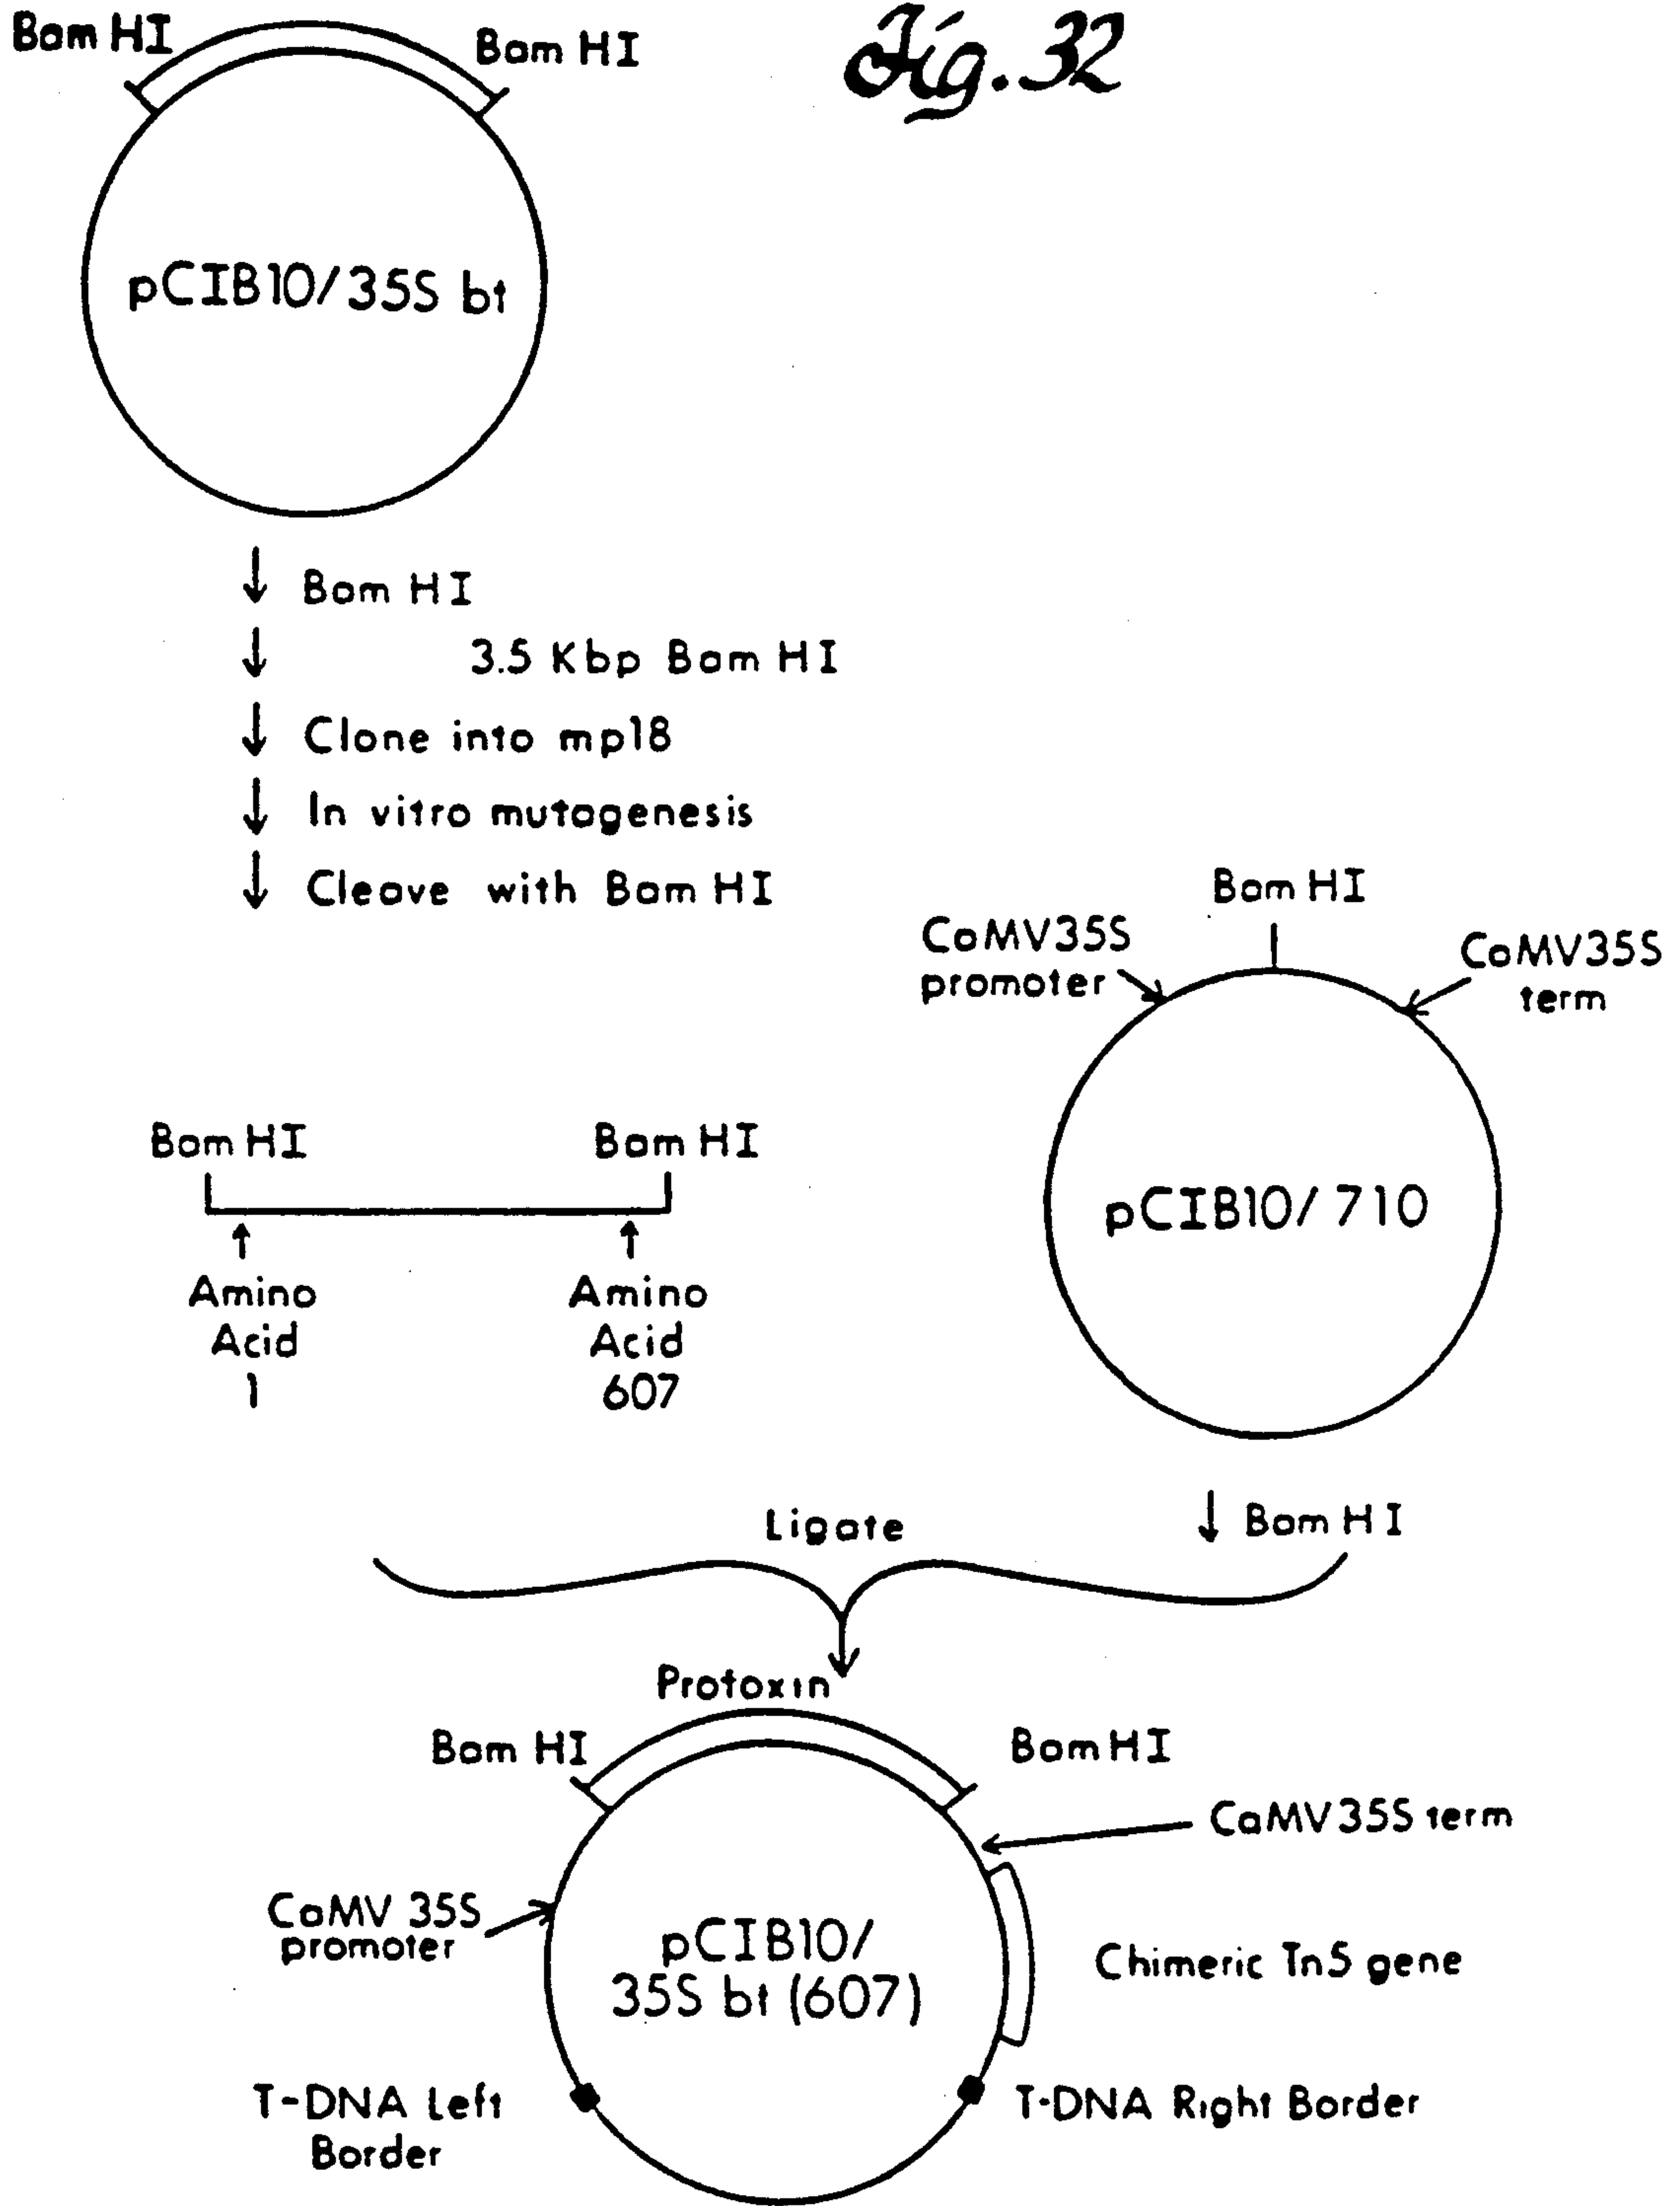 Fig. 32
Bam HI
Bam HI
pCIB10/35S bt
Bam HI
3.5 Kbp Bam HI
Clone into mp18
In vitro mutagenesis
Cleave with Bam HI
Bam HI
CaMV35S
promoter
CaMV35S
term
pCIB10/710
Bam HI
Bam HI
Amino
Acid
1
Amino
Acid
607
Ligate
Bam HI
Protoxin
Bam HI
Bam HI
CaMV35S term
CaMV 35S
promoter
pCIB10/
35S bt (607)
Chimeric Tn5 gene
T-DNA Left
Border
T-DNA Right Border